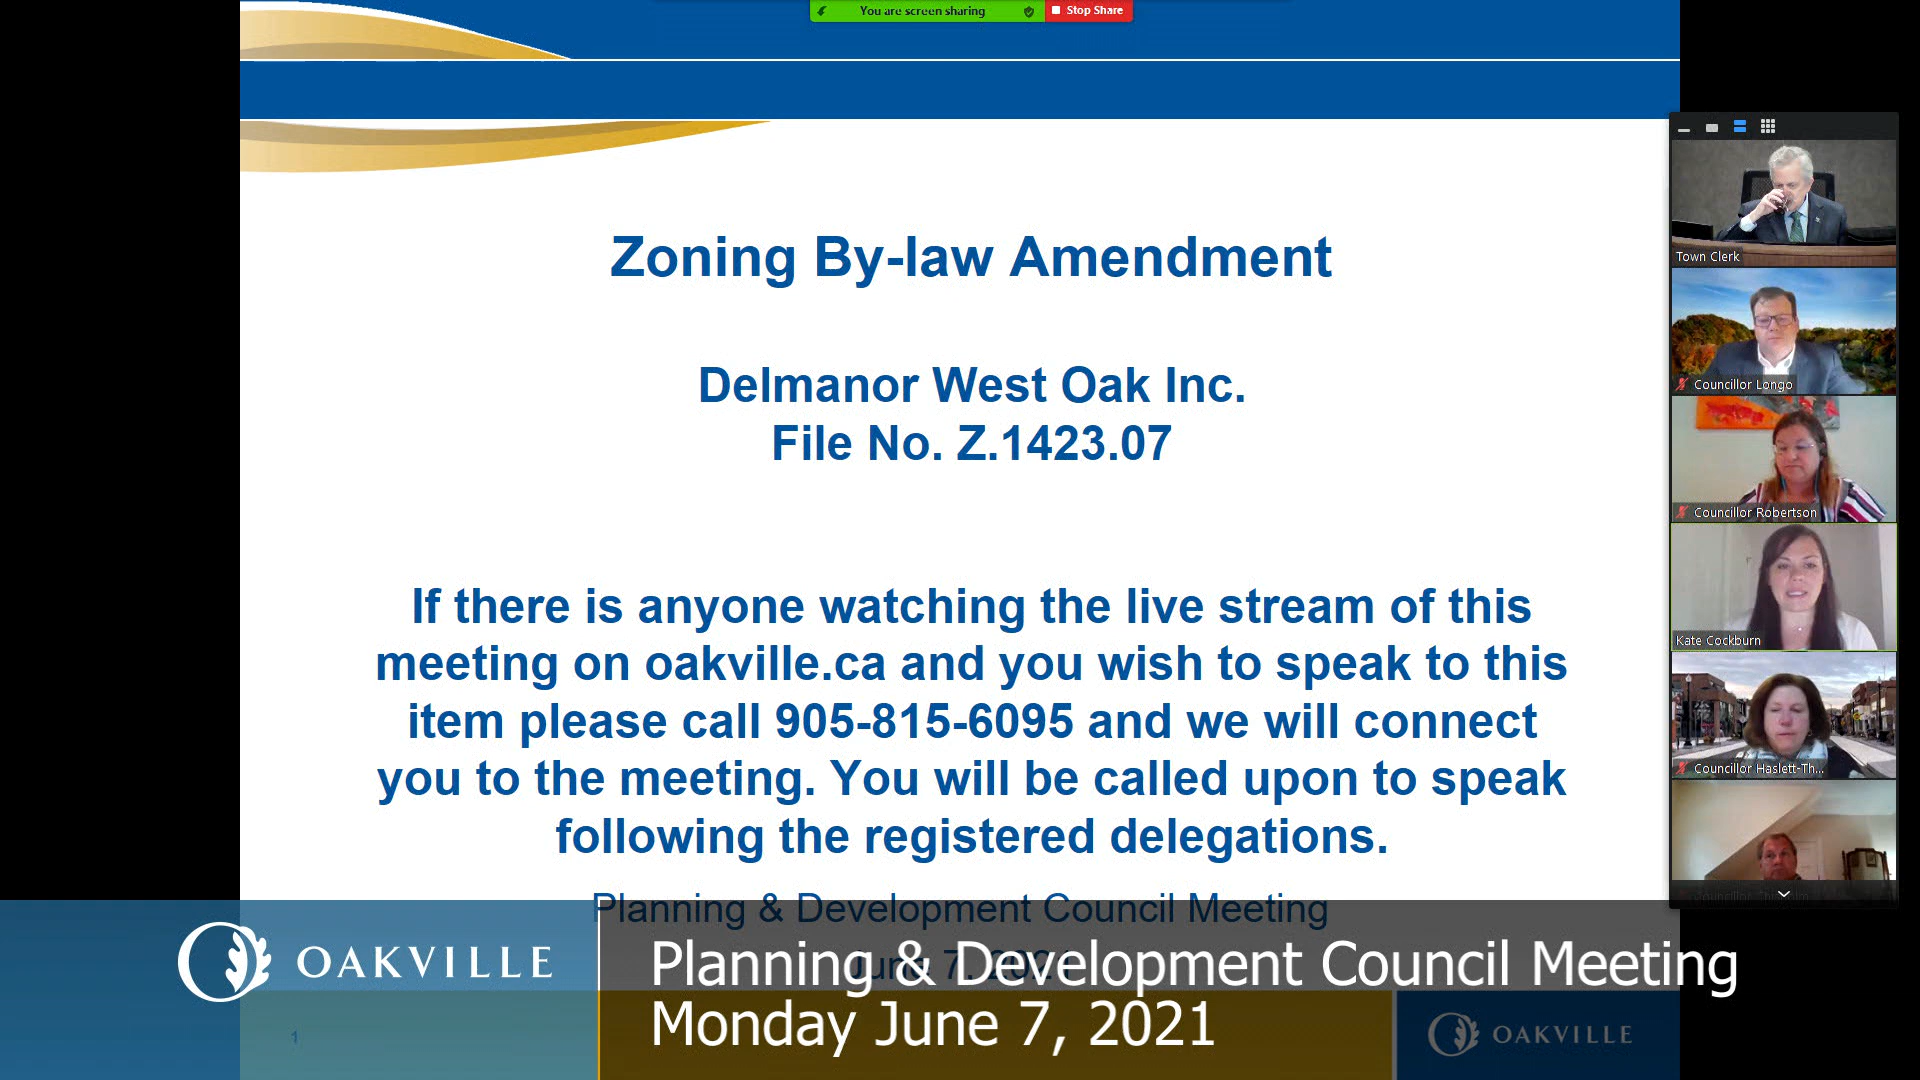 You are screen sharing
Stop Share
Zoning By-law Amendment
Delmanor West Oak Inc.
File No. Z.1423.07
If there is anyone watching the live stream of this
meeting on oakville.ca and you wish to speak to this
item please call 905-815-6095 and we will connect
you to the meeting. You will be called upon to speak
following the registered delegations.
Planning & Development Council Meeting
June 7, 2021
1
OAKVILLE
Town Clerk
Councillor Longo
Councillor Robertson
Kate Cockburn
Councillor Haslett-Th...
OAKVILLE
Planning & Development Council Meeting
Monday June 7, 2021